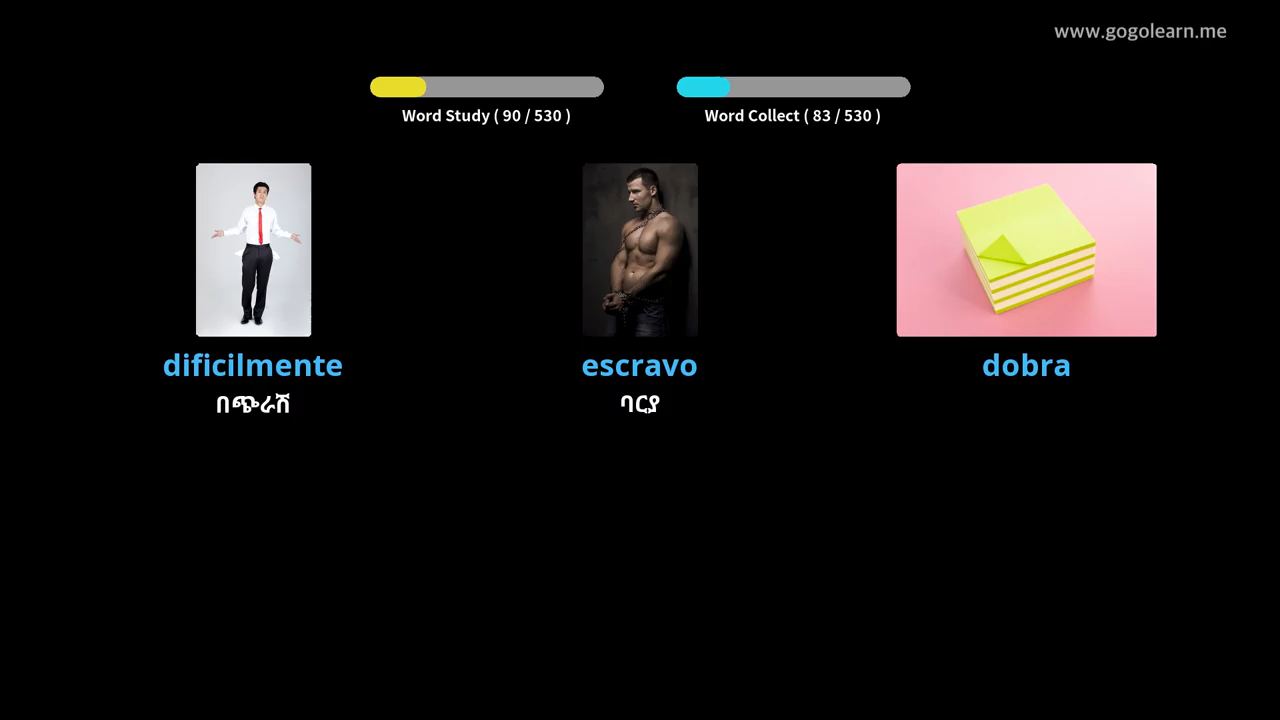 www.gogolearn.me
Word Study ( 90 / 530 )
Word Collect ( 83 / 530 )
dificilmente
በጭራሽ
escravo
ባርያ
dobra